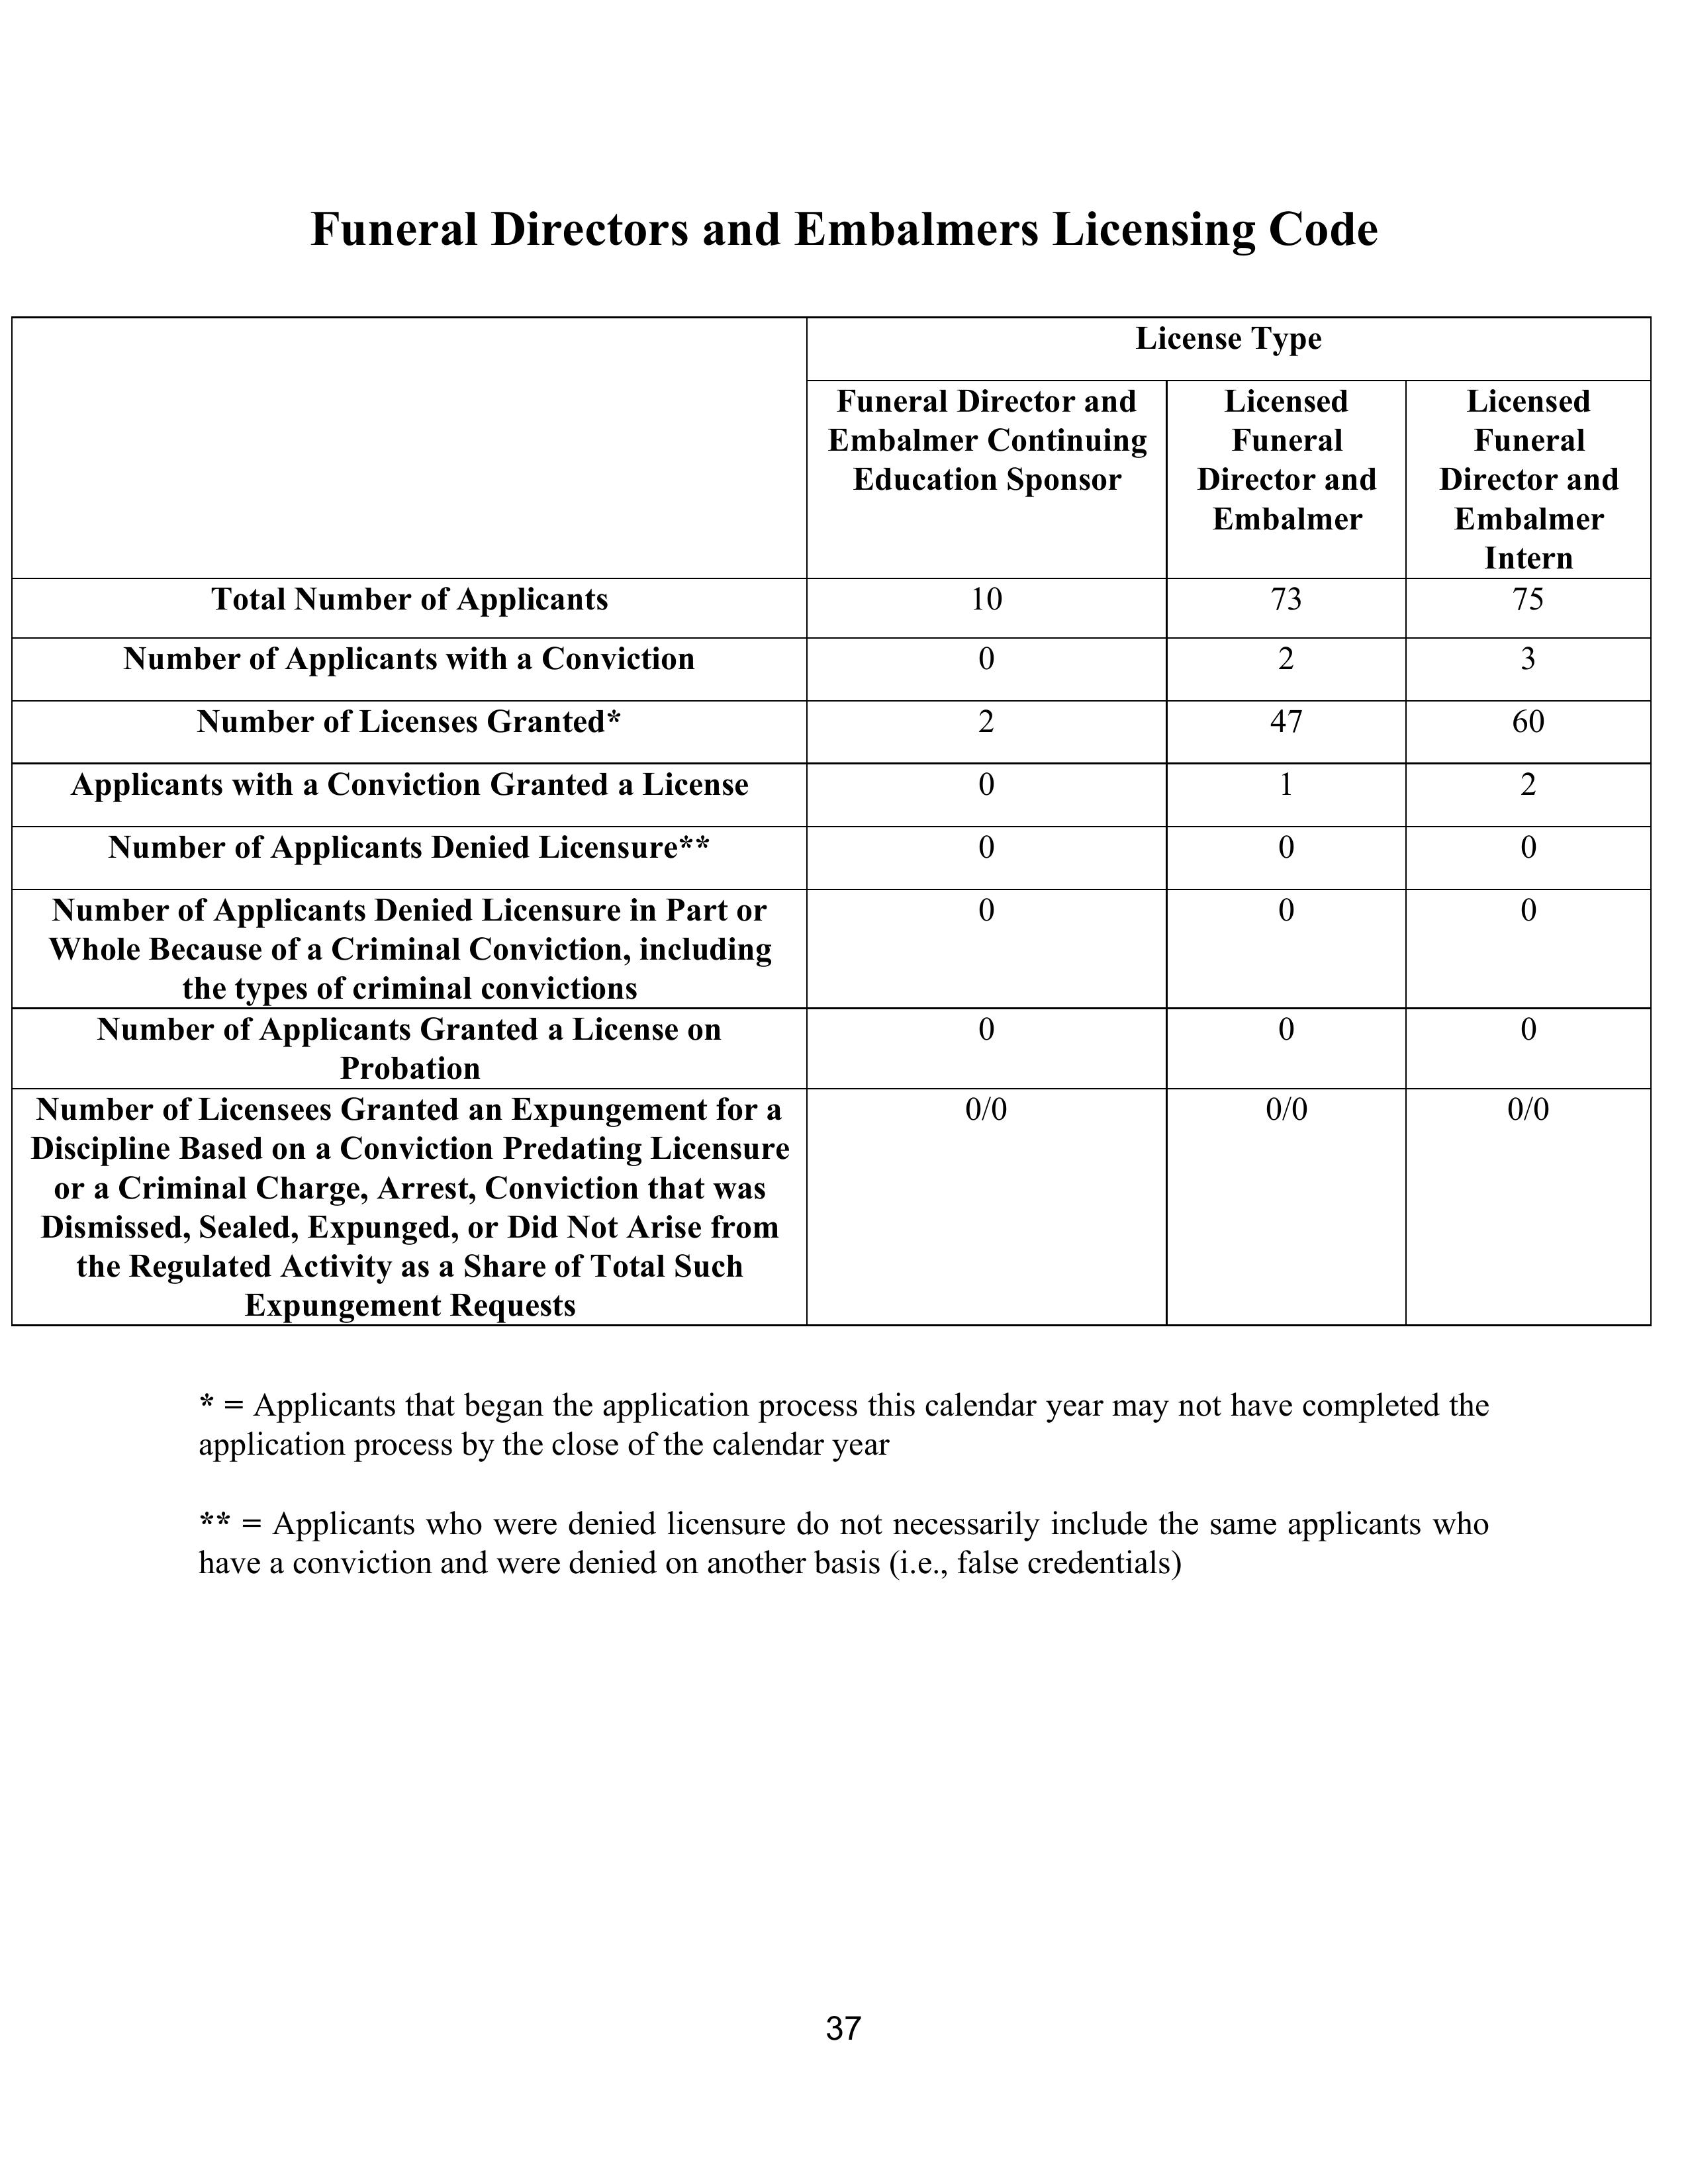 Funeral Directors and Embalmers Licensing Code
License Type
Funeral Director and
Embalmer Continuing
Education Sponsor
Licensed
Funeral
Director and
Embalmer
Licensed
Funeral
Director and
Embalmer
Intern
Total Number of Applicants 10 73 75
Number of Applicants with a Conviction 0 2 3
Number of Licenses Granted* 2 47 60
Applicants with a Conviction Granted a License 0 1 2
Number of Applicants Denied Licensure** 0 0 0
Number of Applicants Denied Licensure in Part or 0 0 0
Whole Because of a Criminal Conviction, including
the types of criminal convictions
Number of Applicants Granted a License on 0 0 0
Probation
Number of Licensees Granted an Expungement for a 0/0 0/0 0/0
Discipline Based on a Conviction Predating Licensure
or a Criminal Charge, Arrest, Conviction that was
Dismissed, Sealed, Expunged, or Did Not Arise from
the Regulated Activity as a Share of Total Such
Expungement Requests
* = Applicants that began the application process this calendar year may not have completed the
application process by the close of the calendar year
** = Applicants who were denied licensure do not necessarily include the same applicants who
have a conviction and were denied on another basis (i.e., false credentials)
37